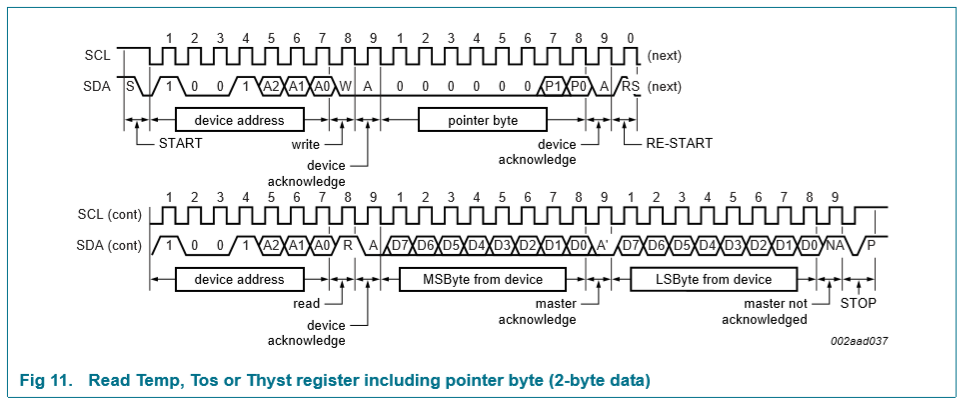 1 2 3 4 5 6 7 8 9 1 2 3 4 5 6 7 8 9 0
SCL (next)
SDA S 1 0 0 1 A2 A1 A0 W A 0 0 0 0 0 0 P1 P0 A RS (next)
device address pointer byte
START write device acknowledge RE-START
device
acknowledge
1 2 3 4 5 6 7 8 9 1 2 3 4 5 6 7 8 9 1 2 3 4 5 6 7 8 9
SCL (cont)
SDA (cont) 1 0 0 1 A2 A1 A0 R A D7 D6 D5 D4 D3 D2 D1 D0 A' D7 D6 D5 D4 D3 D2 D1 D0 NA P
device address MSByte from device LSByte from device
read master acknowledge master not acknowledged STOP
device
acknowledge
002aad037
Fig 11. Read Temp, Tos or Thyst register including pointer byte (2-byte data)